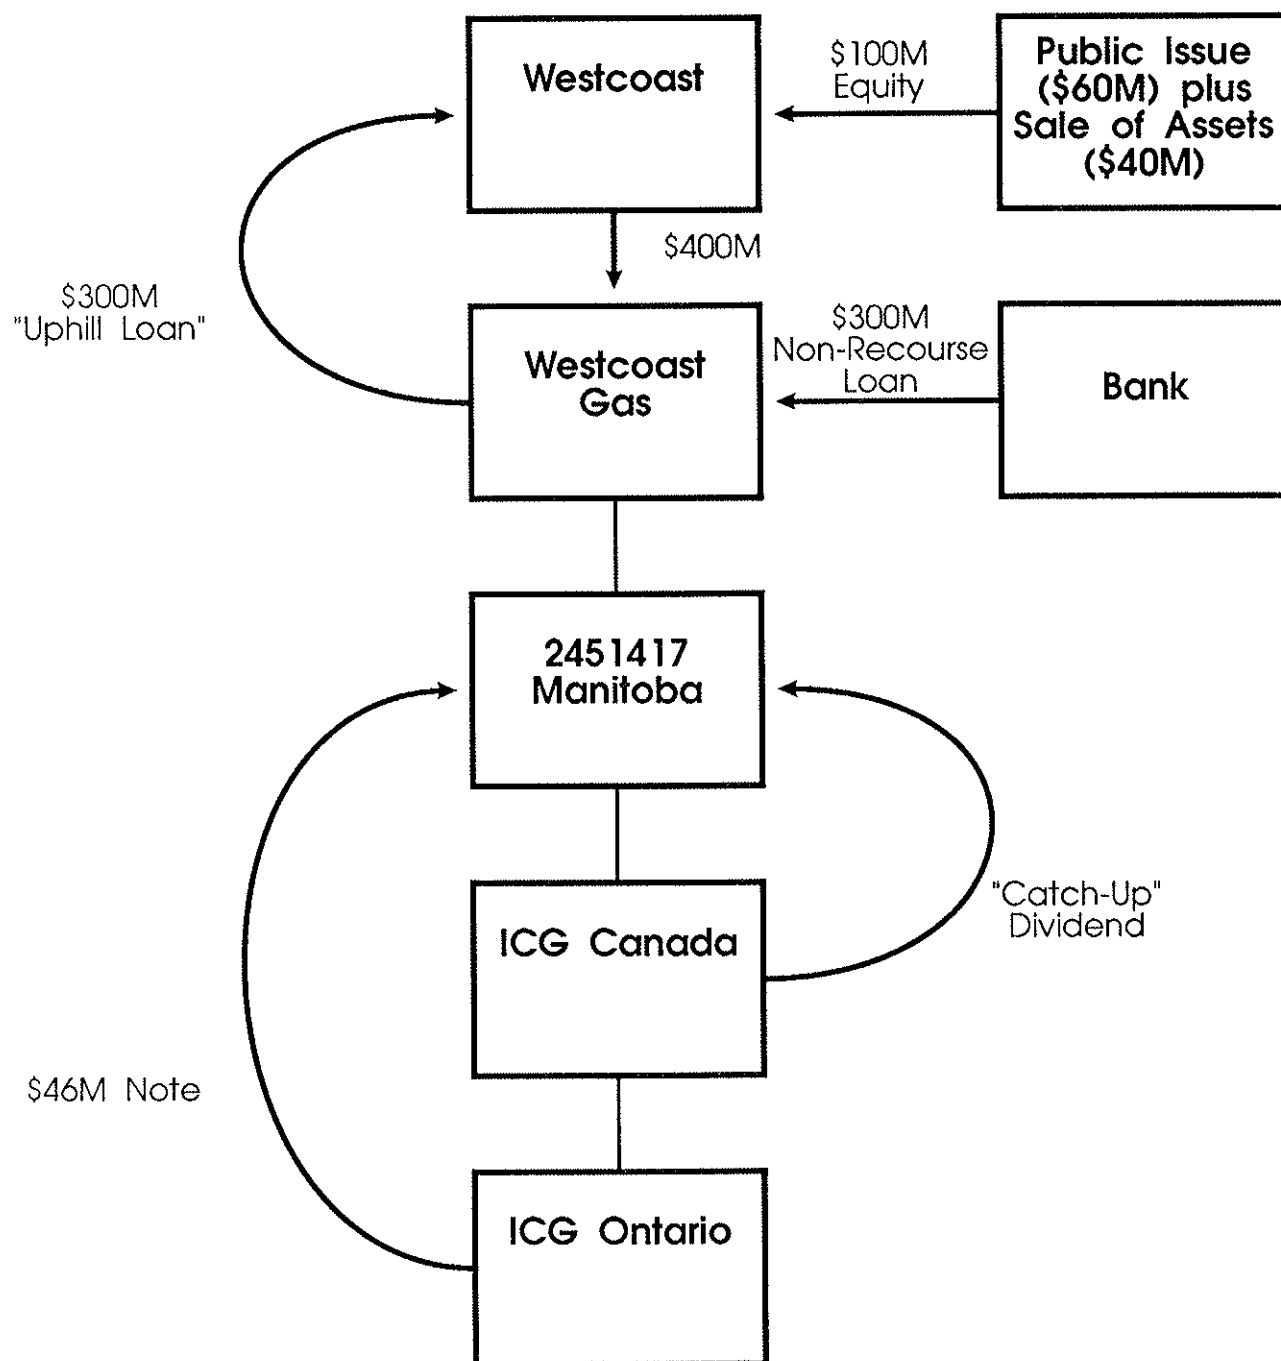 Westcoast
$100M
Equity
Public Issue
($60M) plus
Sale of Assets
($40M)
$400M
$300M
"Uphill Loan"
Westcoast
Gas
$300M
Non-Recourse
Loan
Bank
2451417
Manitoba
ICG Canada
"Catch-Up"
Dividend
$46M Note
ICG Ontario